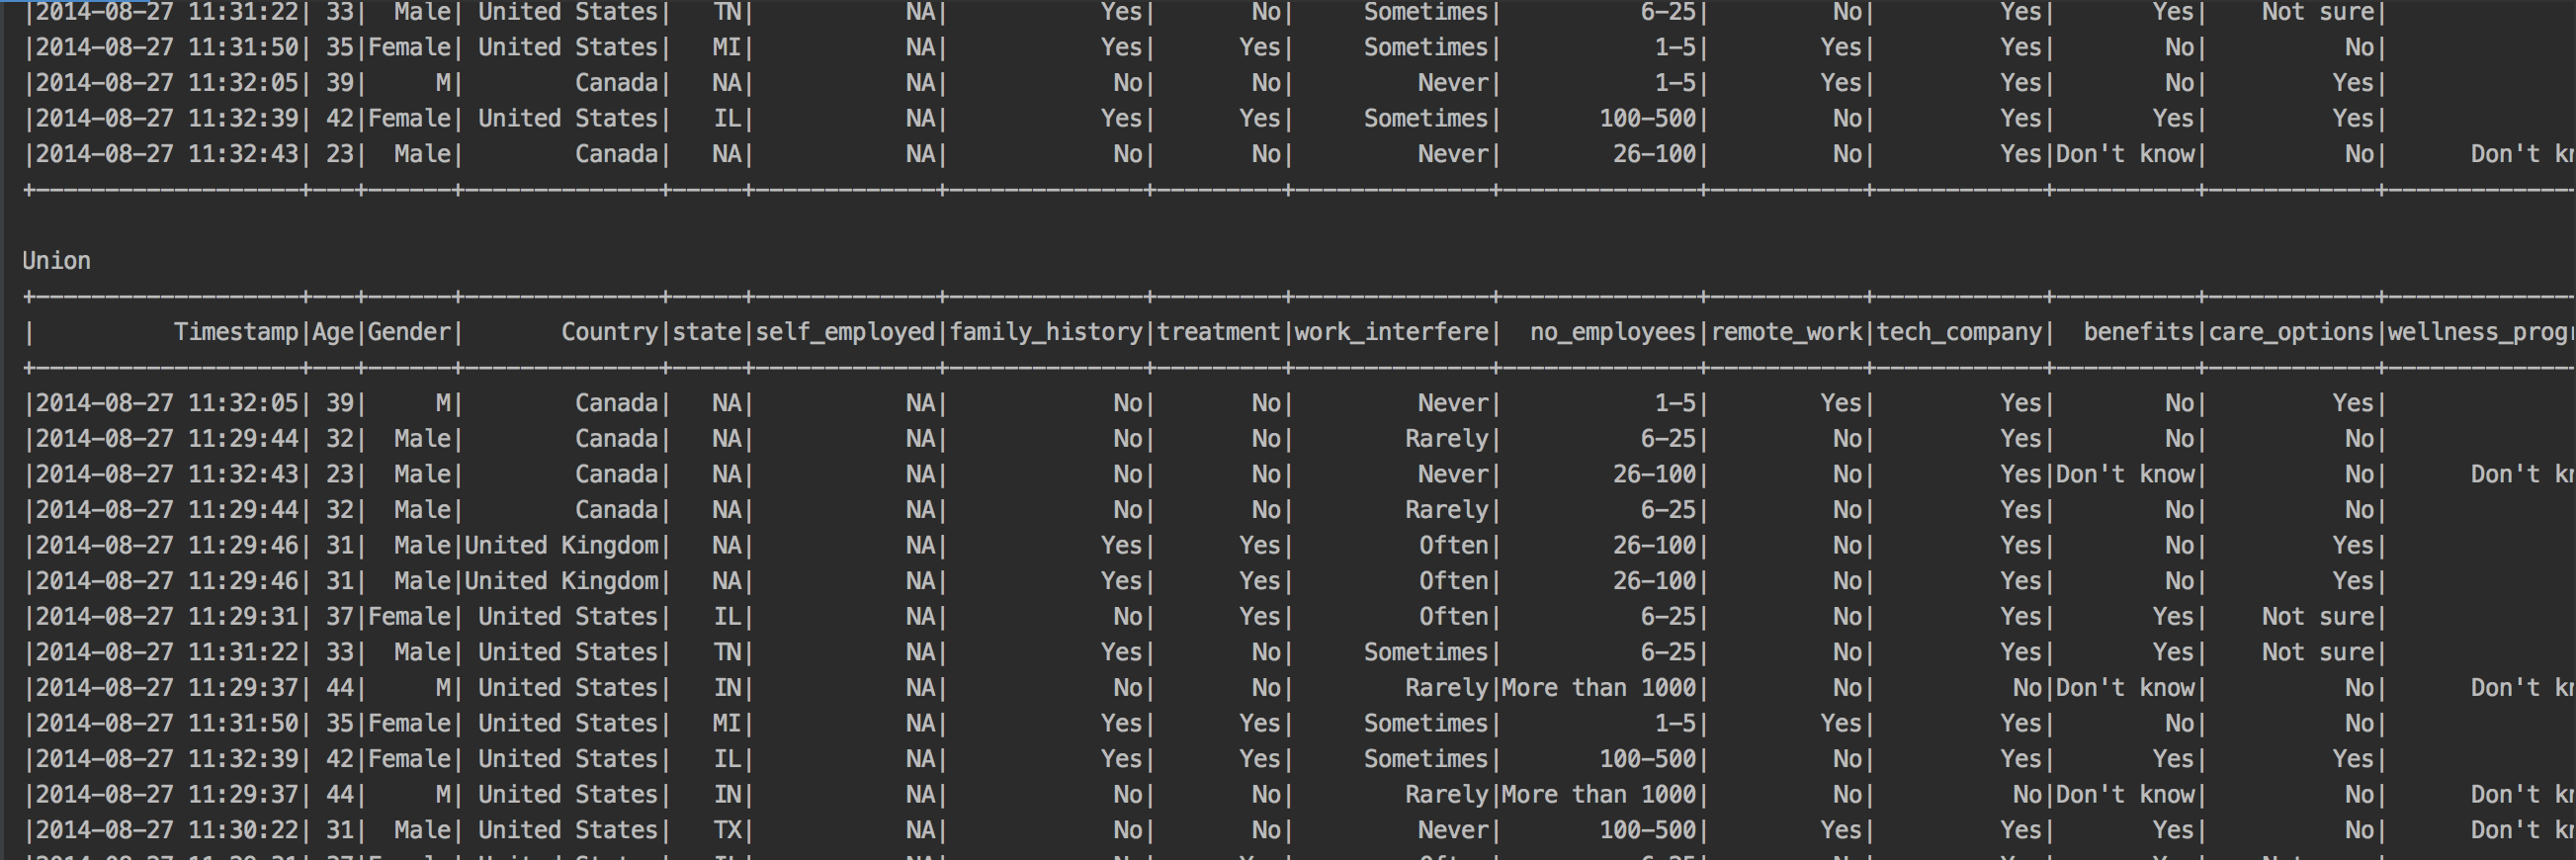 |2014-08-27 11:31:22| 33|  Male| United States|   TN|           NA|           Yes|       No|     Sometimes|          6-25|         No|         Yes|       Yes|    Not sure|
|2014-08-27 11:31:50| 35|Female| United States|   MI|           NA|           Yes|      Yes|     Sometimes|           1-5|        Yes|         Yes|        No|          No|
|2014-08-27 11:32:05| 39|     M|        Canada|   NA|           NA|            No|       No|         Never|           1-5|        Yes|         Yes|        No|         Yes|
|2014-08-27 11:32:39| 42|Female| United States|   IL|           NA|           Yes|      Yes|     Sometimes|       100-500|         No|         Yes|       Yes|         Yes|
|2014-08-27 11:32:43| 23|  Male|        Canada|   NA|           NA|            No|       No|         Never|        26-100|         No|         Yes|Don't know|          No|      Don't kn
+-------------------+---+------+--------------+-----+-------------+--------------+---------+--------------+--------------+-----------+------------+----------+------------+--------------
Union
+-------------------+---+------+--------------+-----+-------------+--------------+---------+--------------+--------------+-----------+------------+----------+------------+--------------
|          Timestamp|Age|Gender|       Country|state|self_employed|family_history|treatment|work_interfere|  no_employees|remote_work|tech_company|  benefits|care_options|wellness_prog
+-------------------+---+------+--------------+-----+-------------+--------------+---------+--------------+--------------+-----------+------------+----------+------------+--------------
|2014-08-27 11:32:05| 39|     M|        Canada|   NA|           NA|            No|       No|         Never|           1-5|        Yes|         Yes|        No|         Yes|
|2014-08-27 11:29:44| 32|  Male|        Canada|   NA|           NA|            No|       No|        Rarely|          6-25|         No|         Yes|        No|          No|
|2014-08-27 11:32:43| 23|  Male|        Canada|   NA|           NA|            No|       No|         Never|        26-100|         No|         Yes|Don't know|          No|      Don't kn
|2014-08-27 11:29:44| 32|  Male|        Canada|   NA|           NA|            No|       No|        Rarely|          6-25|         No|         Yes|        No|          No|
|2014-08-27 11:29:46| 31|  Male|United Kingdom|   NA|           NA|           Yes|      Yes|         Often|        26-100|         No|         Yes|        No|         Yes|
|2014-08-27 11:29:46| 31|  Male|United Kingdom|   NA|           NA|           Yes|      Yes|         Often|        26-100|         No|         Yes|        No|         Yes|
|2014-08-27 11:29:31| 37|Female| United States|   IL|           NA|            No|      Yes|         Often|          6-25|         No|         Yes|       Yes|    Not sure|
|2014-08-27 11:31:22| 33|  Male| United States|   TN|           NA|           Yes|       No|     Sometimes|          6-25|         No|         Yes|       Yes|    Not sure|
|2014-08-27 11:29:37| 44|     M| United States|   IN|           NA|            No|       No|        Rarely|More than 1000|         No|          No|Don't know|          No|      Don't kn
|2014-08-27 11:31:50| 35|Female| United States|   MI|           NA|           Yes|      Yes|     Sometimes|           1-5|        Yes|         Yes|        No|          No|
|2014-08-27 11:32:39| 42|Female| United States|   IL|           NA|           Yes|      Yes|     Sometimes|       100-500|         No|         Yes|       Yes|         Yes|
|2014-08-27 11:29:37| 44|     M| United States|   IN|           NA|            No|       No|        Rarely|More than 1000|         No|          No|Don't know|          No|      Don't kn
|2014-08-27 11:30:22| 31|  Male| United States|   TX|           NA|            No|       No|         Never|       100-500|        Yes|         Yes|       Yes|          No|      Don't kn